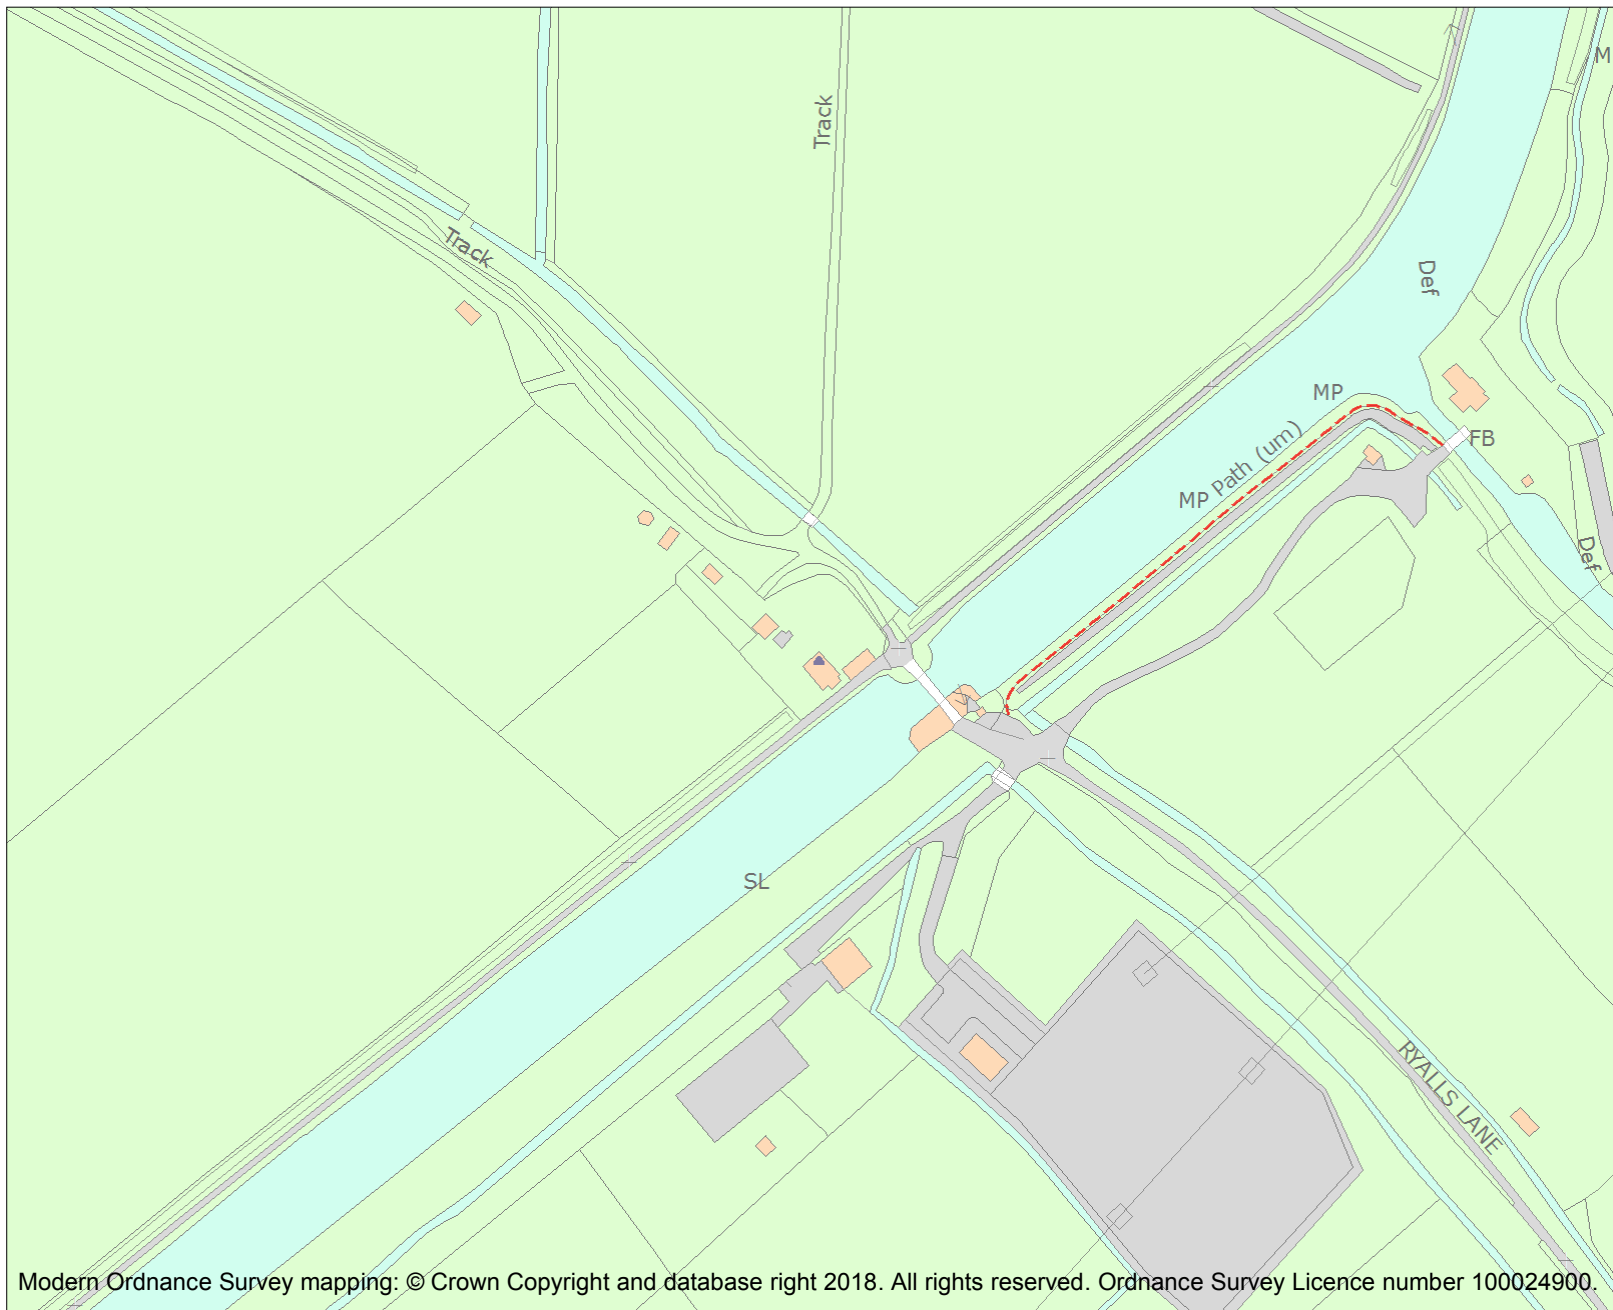 M
Track
Track
Def
MP
FB
MP Path (um)
Def
SL
RYALLS LANE
Modern Ordnance Survey mapping: © Crown Copyright and database right 2018. All rights reserved. Ordnance Survey Licence number 100024900.